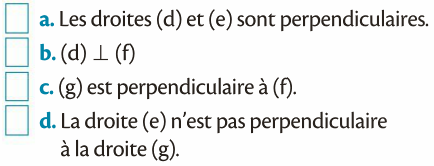 a. Les droites (d) et (e) sont perpendiculaires.
b. (d) ⊥ (f)
c. (g) est perpendiculaire à (f).
d. La droite (e) n'est pas perpendiculaire
à la droite (g).